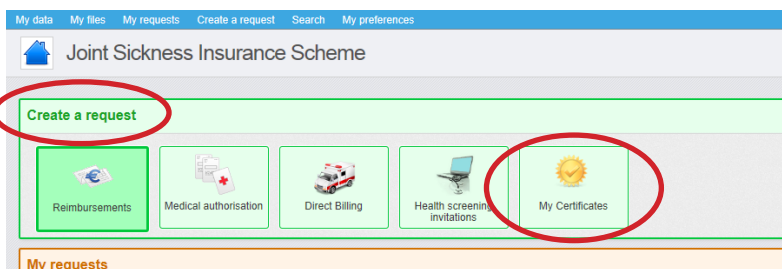 My data My files My requests Create a request Search My preferences
Joint Sickness Insurance Scheme
Create a request
Reimbursements Medical authorisation Direct Billing Health screening My Certificates
invitations
My requests